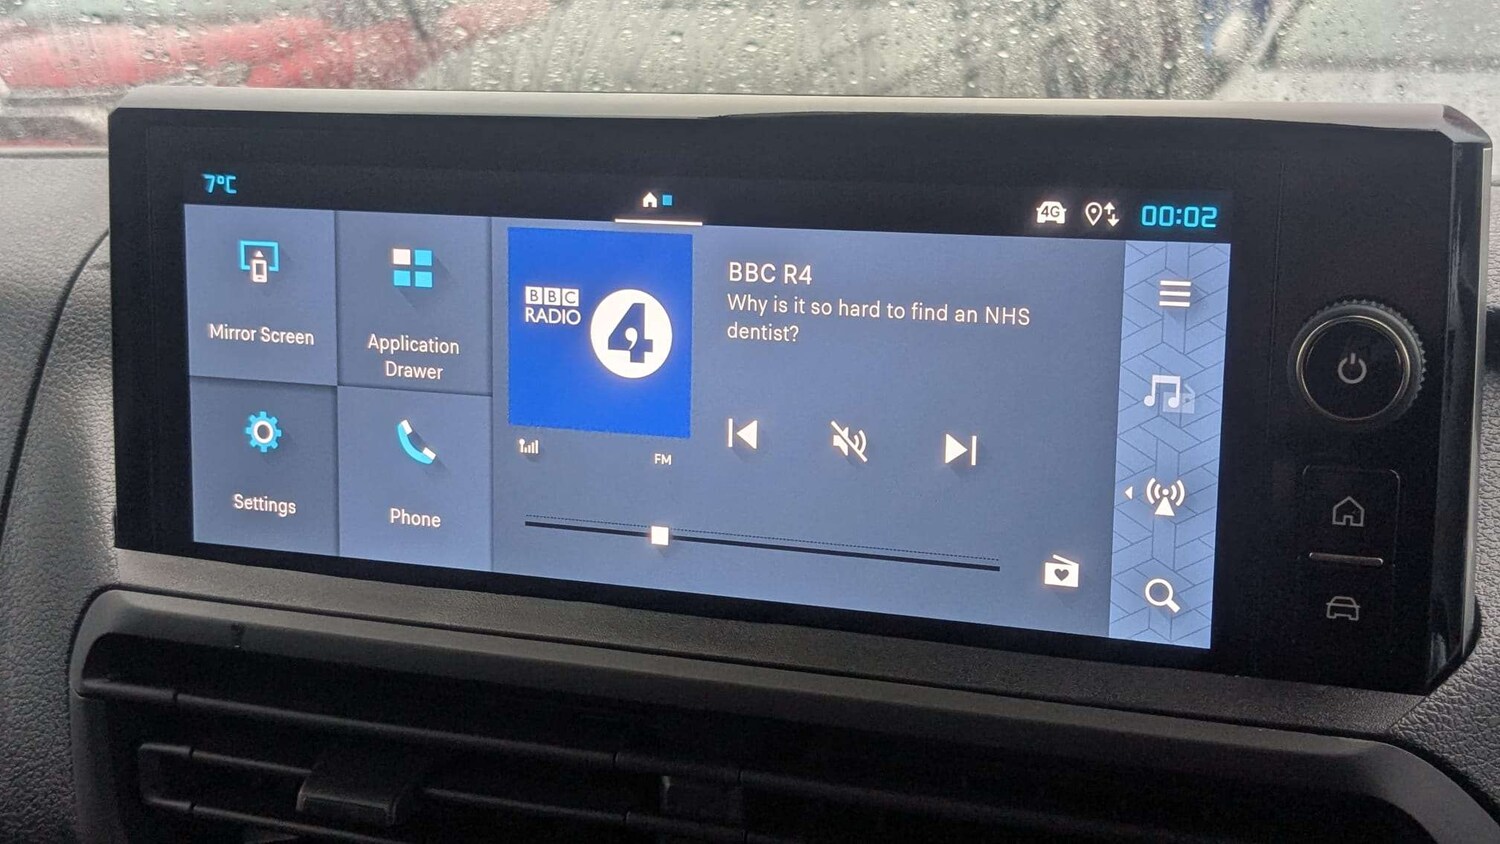 7°C
4G
00:02
Mirror Screen
Application
Drawer
BBC
RADIO
4
BBC R4
Why is it so hard to find an NHS
dentist?
FM
Settings
Phone